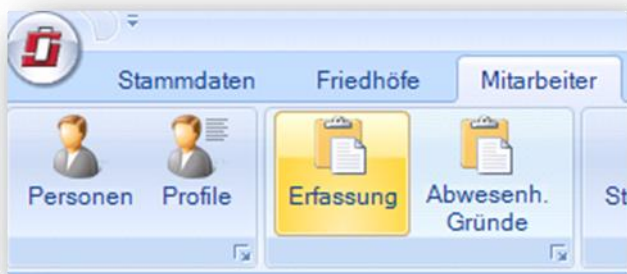 Stammdaten Friedhöfe Mitarbeiter
Personen Profile Erfassung Abwesenh.
Gründe